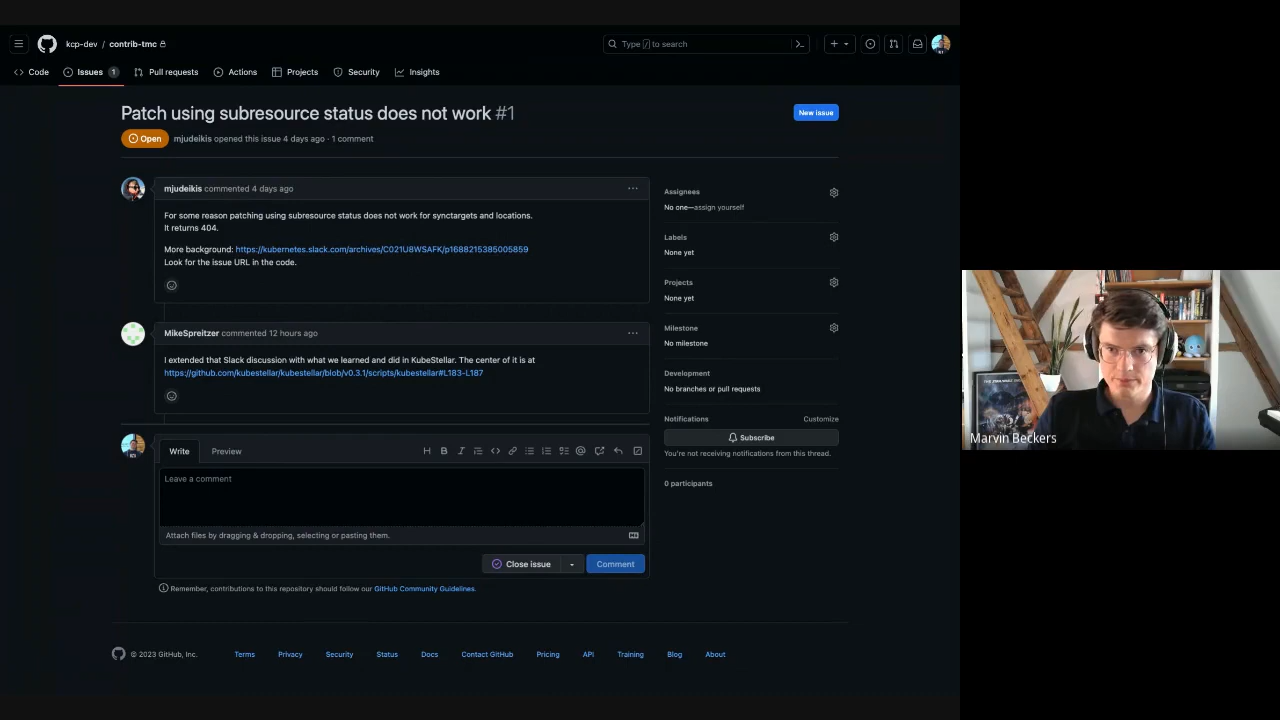 kcp-dev / contrib-tmc
Type / to search
Code
Issues 1
Pull requests
Actions
Projects
Security
Insights
Patch using subresource status does not work #1
New issue
Open
mjudeikis opened this issue 4 days ago · 1 comment
mjudeikis commented 4 days ago
For some reason patching using subresource status does not work for synctargets and locations.
It returns 404.
More background: https://kubernetes.slack.com/archives/C021U8WSAFK/p1688215385005859
Look for the issue URL in the code.
MikeSpreitzer commented 12 hours ago
I extended that Slack discussion with what we learned and did in KubeStellar. The center of it is at
https://github.com/kubestellar/kubestellar/blob/v0.3.1/scripts/kubestellar#L183-L187
Write
Preview
Leave a comment
Attach files by dragging & dropping, selecting or pasting them.
Close issue
Comment
Remember, contributions to this repository should follow our GitHub Community Guidelines.
Assignees
No one—assign yourself
Labels
None yet
Projects
None yet
Milestone
No milestone
Development
No branches or pull requests
Notifications
Customize
Subscribe
You're not receiving notifications from this thread.
0 participants
© 2023 GitHub, Inc.
Terms
Privacy
Security
Status
Docs
Contact GitHub
Pricing
API
Training
Blog
About
Marvin Beckers